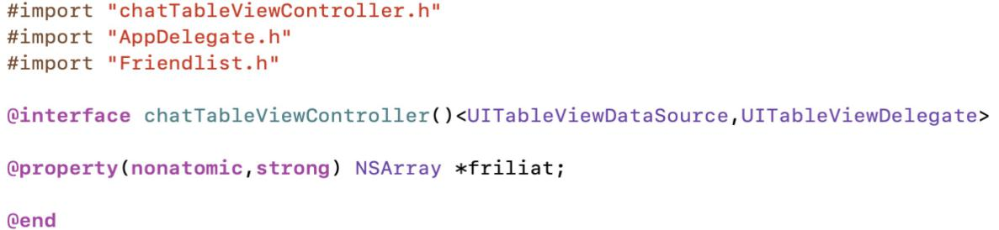 #import "chatTableViewController.h"
#import "AppDelegate.h"
#import "Friendlist.h"
@interface chatTableViewController()<UITableViewDataSource,UITableViewDelegate>
@property(nonatomic,strong) NSArray *friliat;
@end